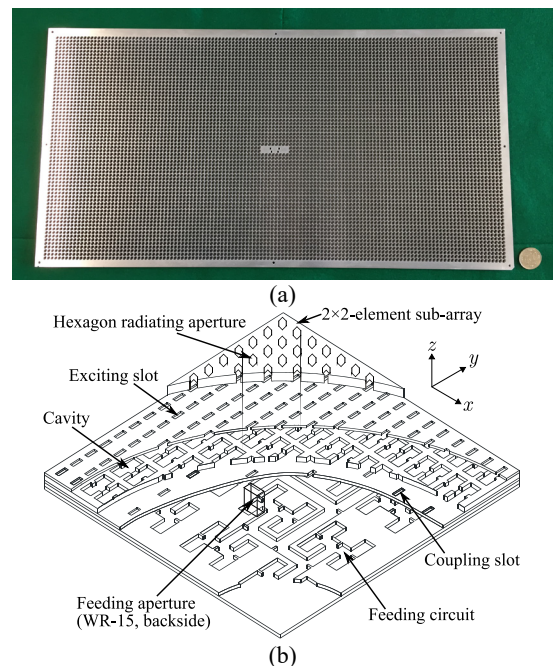 (a)
2×2-element sub-array
Hexagon radiating aperture
z
y
x
Exciting slot
Cavity
Coupling slot
Feeding aperture
(WR-15, backside)
Feeding circuit
(b)